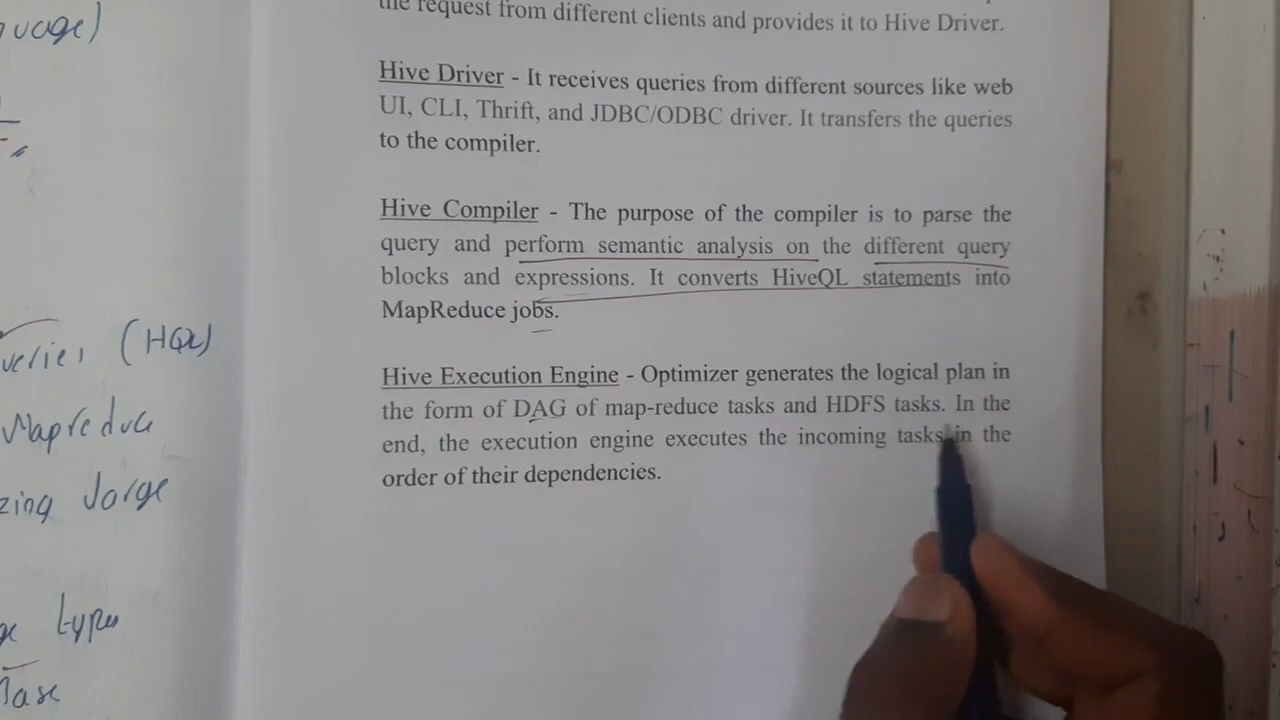 the request from different clients and provides it to Hive Driver.
Hive Driver - It receives queries from different sources like web
UI, CLI, Thrift, and JDBC/ODBC driver. It transfers the queries
to the compiler.
Hive Compiler - The purpose of the compiler is to parse the
query and perform semantic analysis on the different query
blocks and expressions. It converts HiveQL statements into
MapReduce jobs.
Hive Execution Engine - Optimizer generates the logical plan in
the form of DAG of map-reduce tasks and HDFS tasks. In the
end, the execution engine executes the incoming tasks in the
order of their dependencies.
(HQL)
Mapreduce
large
types